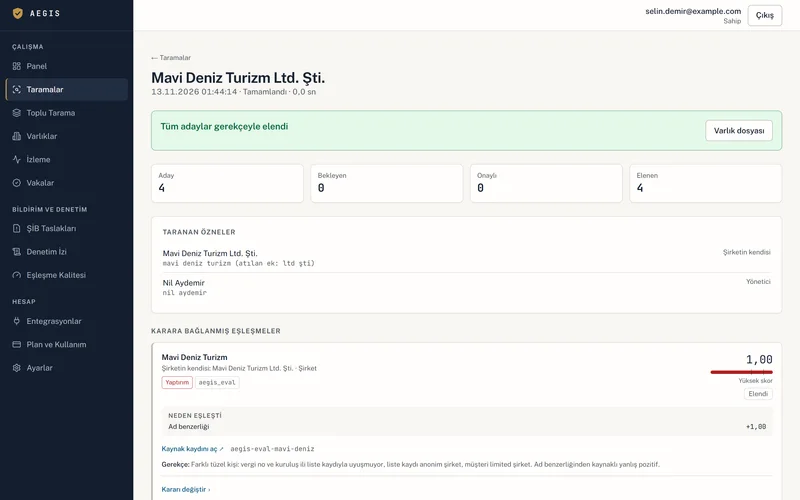 AEGIS
selin.demir@example.com
Sahip
Çıkış
ÇALIŞMA
Panel
Taramalar
Toplu Tarama
Varlıklar
İzleme
Vakalar
BİLDİRİM VE DENETİM
ŞİB Taslakları
Denetim İzi
Eşleşme Kalitesi
HESAP
Entegrasyonlar
Plan ve Kullanım
Ayarlar
← Taramalar
Mavi Deniz Turizm Ltd. Şti.
13.11.2026 01:44:14 · Tamamlandı · 0,0 sn
Tüm adaylar gerekçeyle elendi
Varlık dosyası
Aday
4
Bekleyen
0
Onaylı
0
Elenen
4
TARANAN ÖZNELER
Mavi Deniz Turizm Ltd. Şti.
Şirketin kendisi
mavi deniz turizm (atılan ek: ltd şti)
Nil Aydemir
Yönetici
nil aydemir
KARARA BAĞLANMIŞ EŞLEŞMELER
Mavi Deniz Turizm
1,00
Şirketin kendisi: Mavi Deniz Turizm Ltd. Şti. · Şirket
Yüksek skor
Yaptırım
aegis_eval
Elendi
NEDEN EŞLEŞTİ
Ad benzerliği
+1,00
Kaynak kaydını aç ↗ aegis-eval-mavi-deniz
Gerekçe: Farklı tüzel kişi: vergi no ve kuruluş ili liste kaydıyla uyuşmuyor, liste kaydı anonim şirket, müşteri limited şirket. Ad benzerliğinden kaynaklı yanlış pozitif.
Kararı değiştir ›